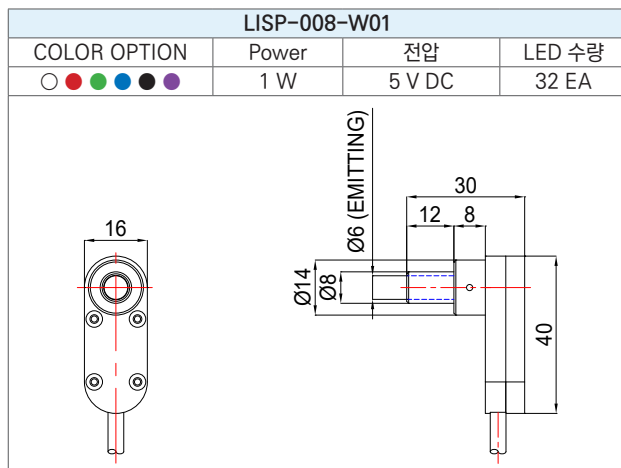 LISP-008-W01
COLOR OPTION Power 전압 LED 수량
1 W 5 V DC 32 EA
30
12 8
16
Ø6 (EMITTING)
Ø14
Ø8
40